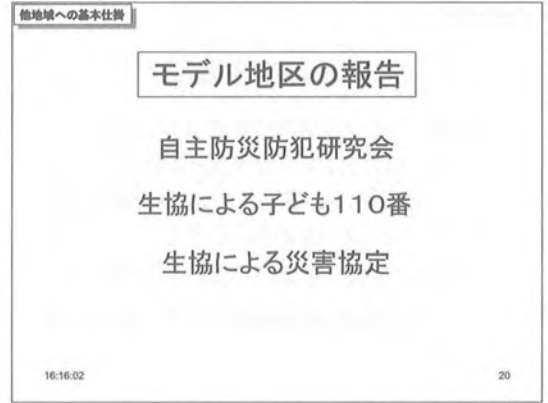 他地域への基本仕掛
モデル地区の報告
自主防災防犯研究会
生協による子ども110番
生協による災害協定
16:16:02
20